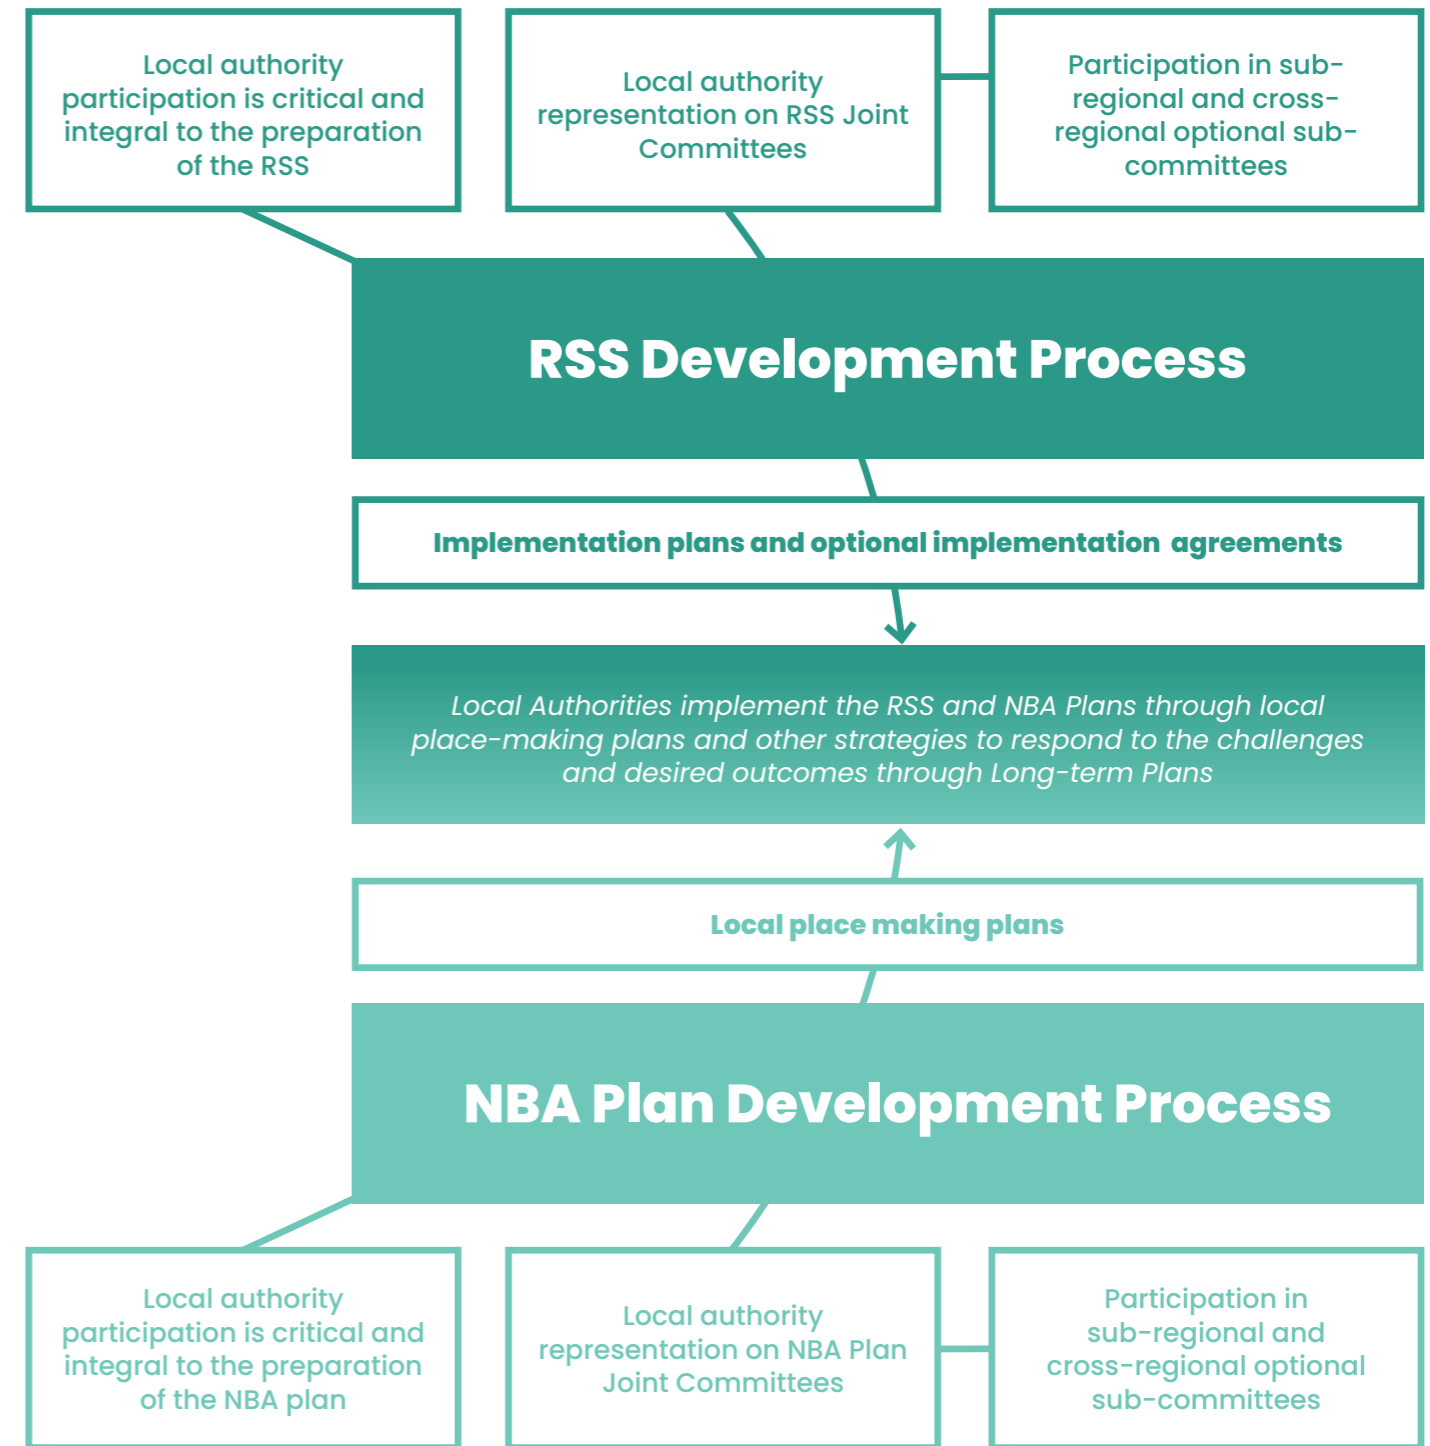 Local authority
participation is critical and
integral to the preparation
of the RSS
Local authority
representation on RSS Joint
Committees
Participation in sub-
regional and cross-
regional optional sub-
committees
RSS Development Process
Implementation plans and optional implementation agreements
Local Authorities implement the RSS and NBA Plans through local
place-making plans and other strategies to respond to the challenges
and desired outcomes through Long-term Plans
Local place making plans
NBA Plan Development Process
Local authority
participation is critical and
integral to the preparation
of the NBA plan
Local authority
representation on NBA Plan
Joint Committees
Participation in
sub-regional and
cross-regional optional
sub-committees